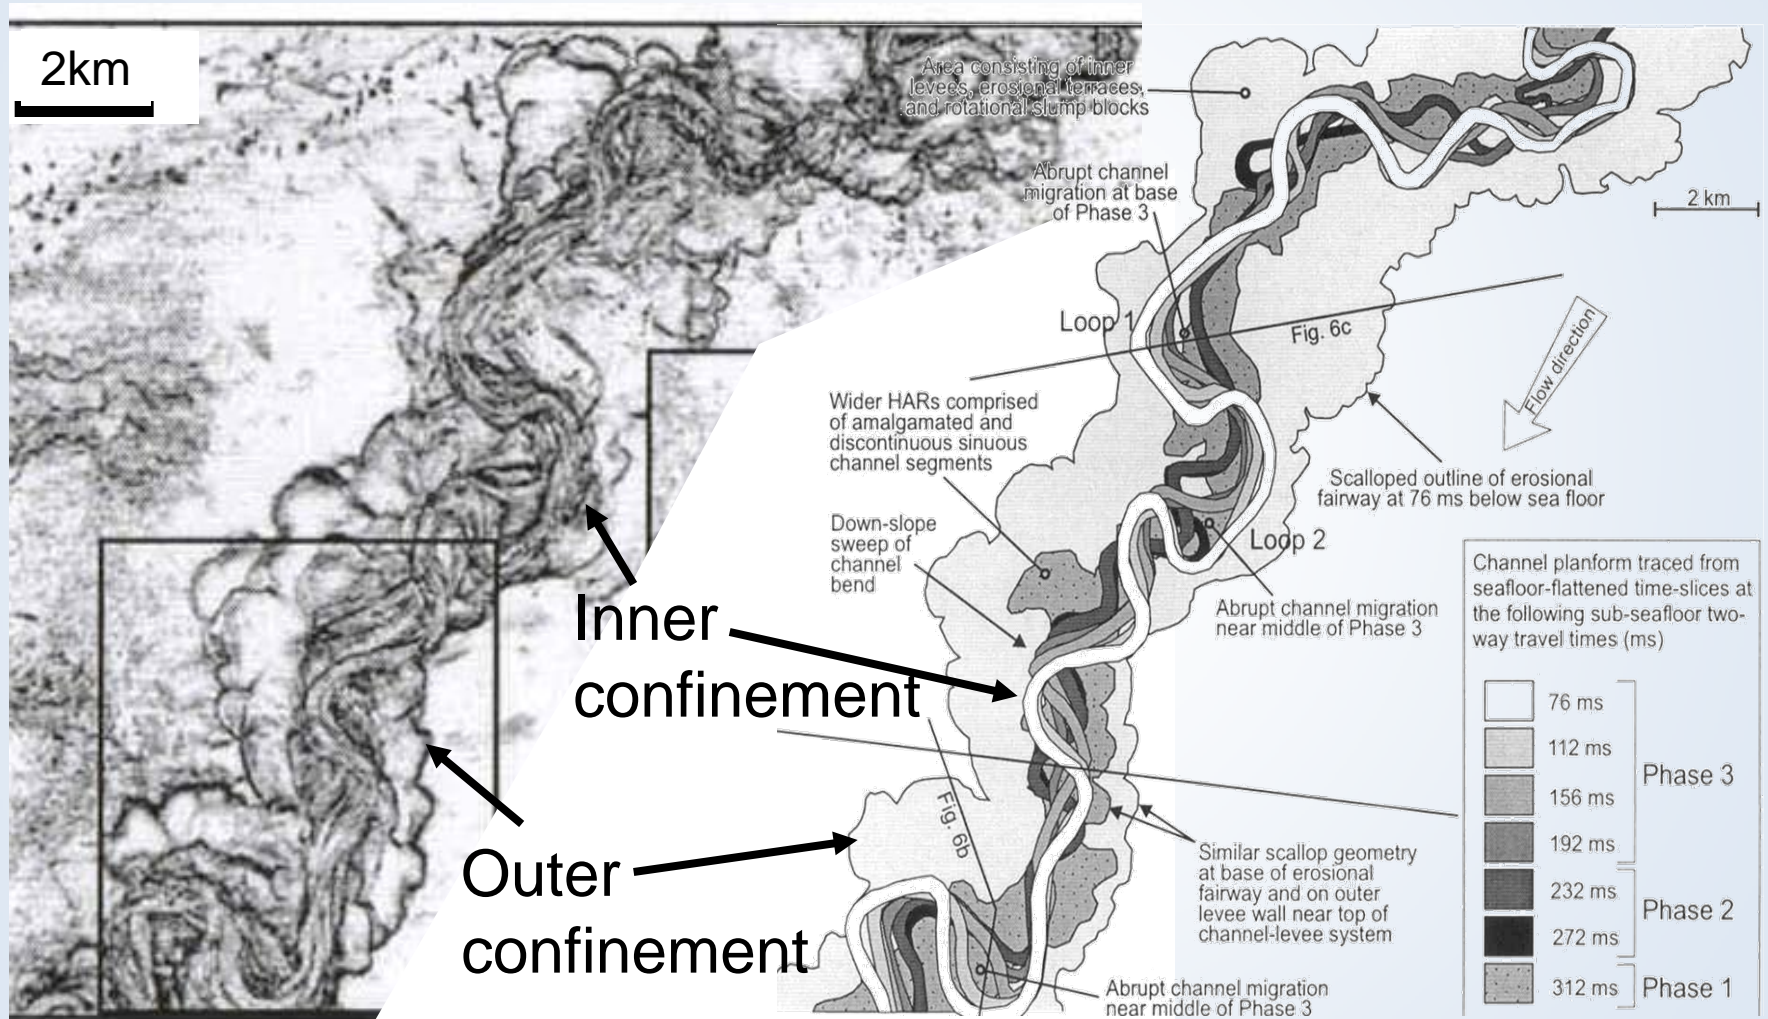 2km
Area consisting of inner
levees, erosional terraces,
and rotational slump blocks
Abrupt channel
migration at base
of Phase 3
2 km
Loop 1
Fig. 6c
Flow direction
Wider HARs comprised
of amalgamated and
discontinuous sinuous
channel segments
Scalloped outline of erosional
fairway at 76 ms below sea floor
Down-slope
sweep of
channel
bend
Loop 2
Abrupt channel migration
near middle of Phase 3
Inner
confinement
Outer
confinement
Fig. 6b
Similar scallop geometry
at base of erosional
fairway and on outer
levee wall near top of
channel-levee system
Abrupt channel migration
near middle of Phase 3
Channel planform traced from
seafloor-flattened time-slices at
the following sub-seafloor two-
way travel times (ms)
76 ms
112 ms
156 ms
192 ms
Phase 3
232 ms
272 ms
Phase 2
312 ms
Phase 1